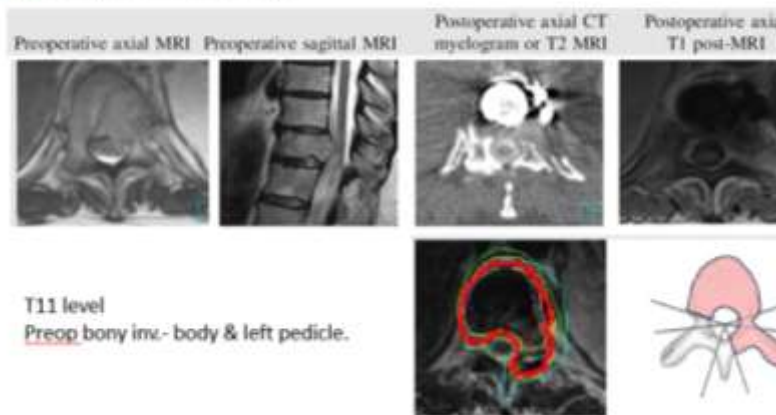 Postoperative axial CT Postoperative axia
Preoperative axial MRI Preoperative sagittal MRI myelogram or T2 MRI T1 post-MRI
T11 level
Preop bony inv.- body & left pedicle.